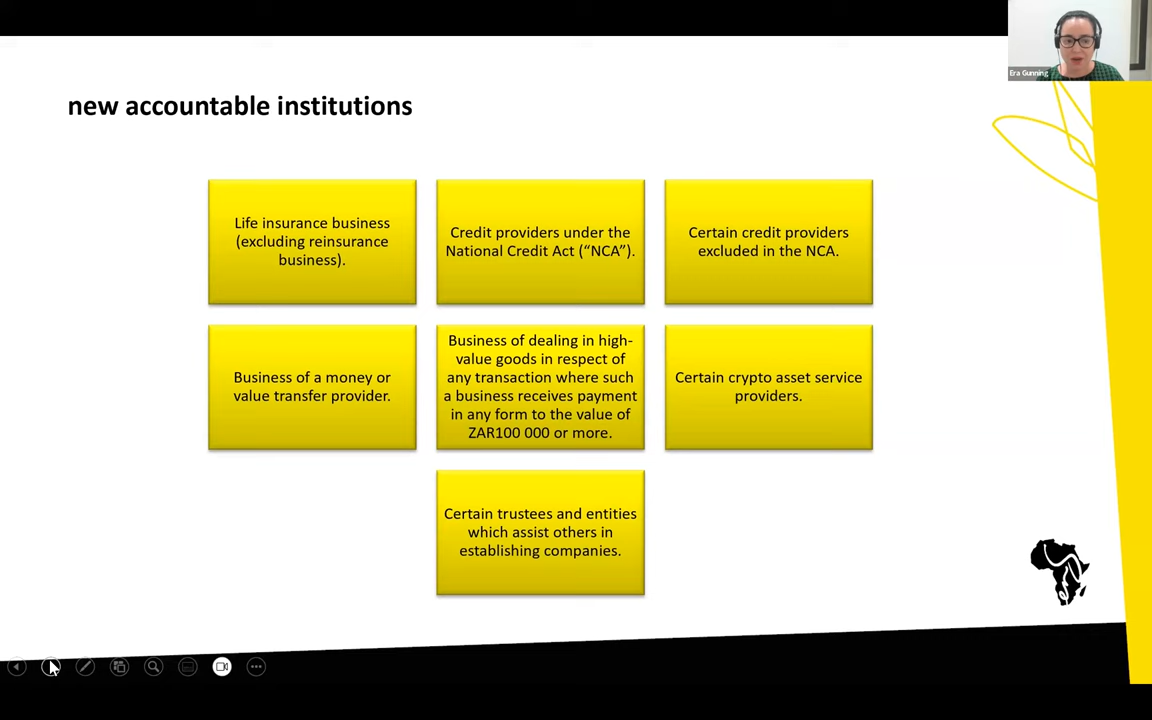 Era Gunning
new accountable institutions
Life insurance business
(excluding reinsurance
business).
Credit providers under the
National Credit Act (“NCA”).
Certain credit providers
excluded in the NCA.
Business of a money or
value transfer provider.
Business of dealing in high-
value goods in respect of
any transaction where such
a business receives payment
in any form to the value of
ZAR100 000 or more.
Certain crypto asset service
providers.
Certain trustees and entities
which assist others in
establishing companies.